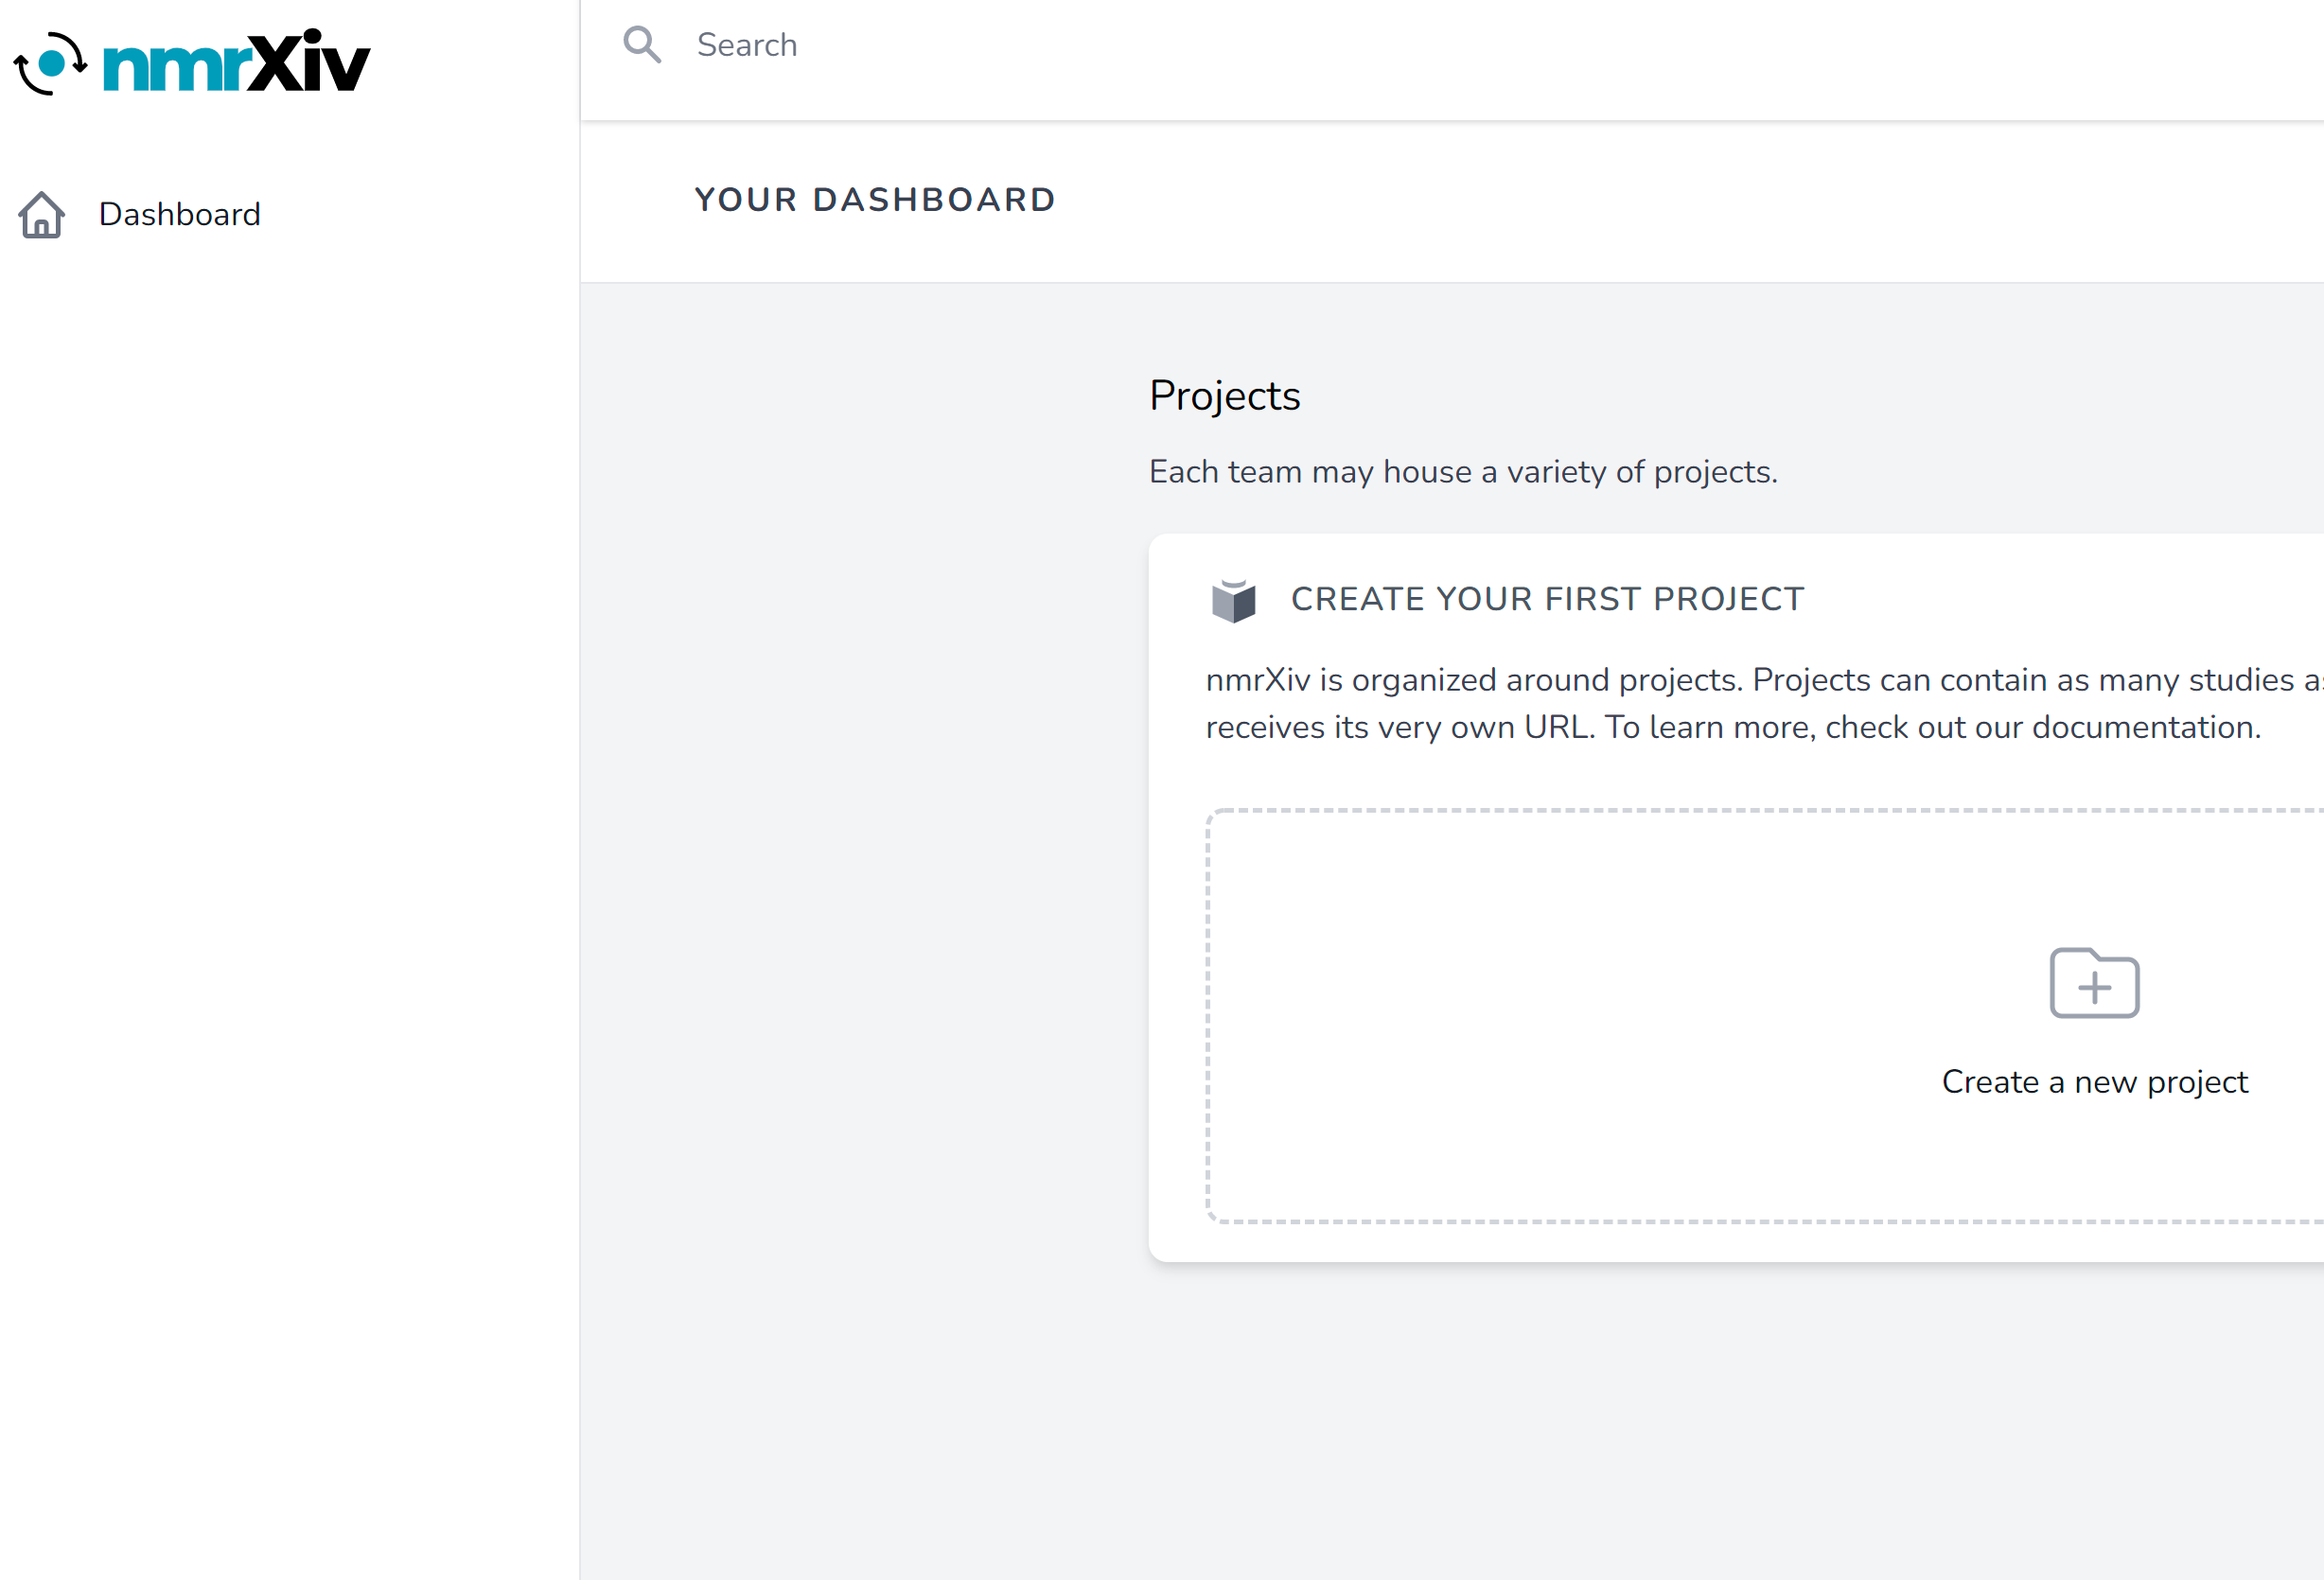 nmrXiv
Search
Dashboard
YOUR DASHBOARD
Projects
Each team may house a variety of projects.
CREATE YOUR FIRST PROJECT
nmrXiv is organized around projects. Projects can contain as many studies as
receives its very own URL. To learn more, check out our documentation.
Create a new project